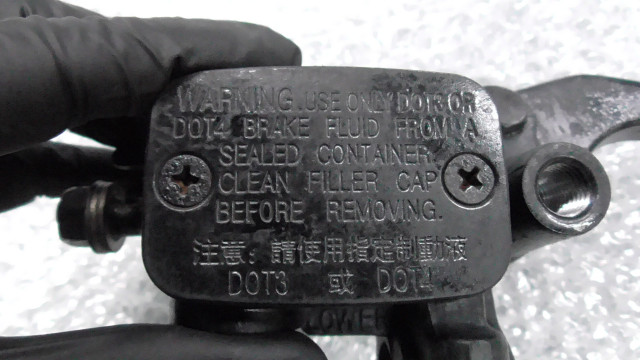 WARNING. USE ONLY DOT3 OR
DOT4 BRAKE FLUID FROM A
SEALED CONTAINER.
CLEAN FILLER CAP
BEFORE REMOVING.
注意：請使用指定制動液
DOT3 或 DOT4
LOWER